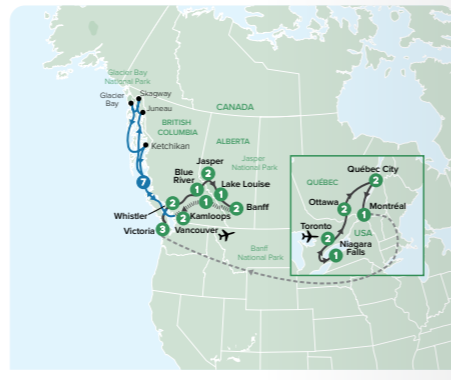 Glacier Bay
National Park
Glacier
Bay
Skagway
Juneau
Ketchikan
CANADA
BRITISH
COLUMBIA
ALBERTA
Jasper
National Park
Jasper
2
Blue
River
1
Lake Louise
1
1
2
Banff
7
2
Whistler
2
Kamloops
Vancouver
Victoria
3
Banff
National Park
QUÉBEC
Québec City
2
Ottawa
2
1
Montréal
Toronto
2
USA
1
Niagara
Falls